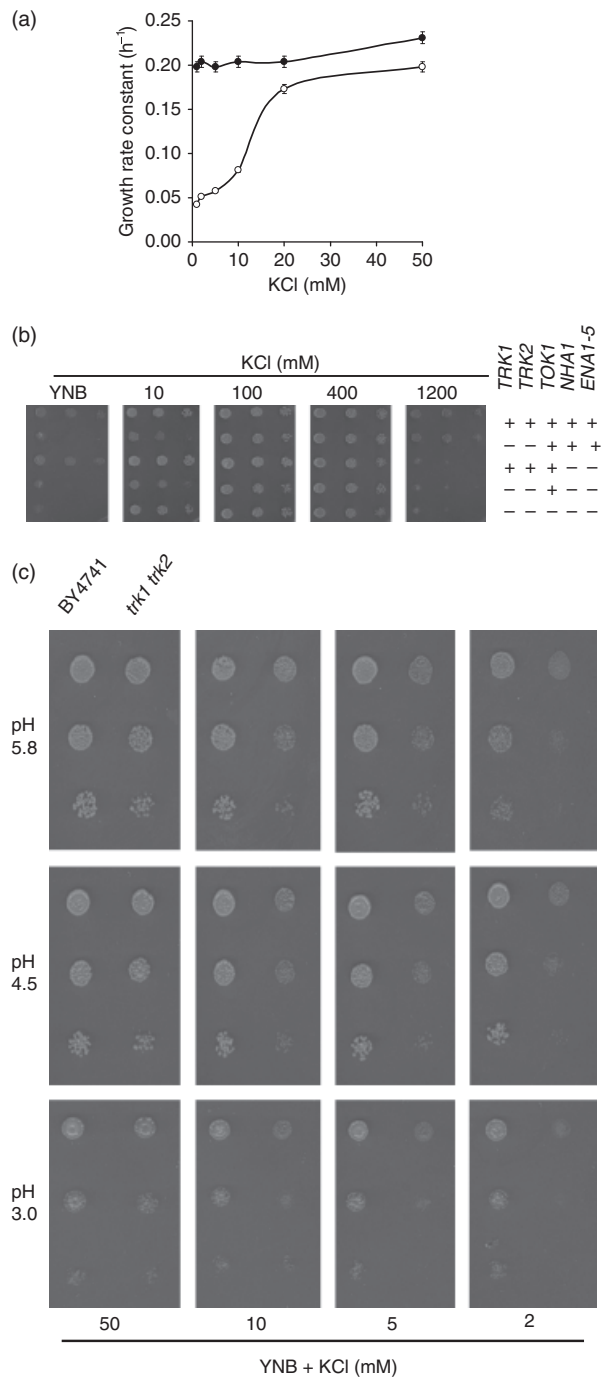 (a)
Growth rate constant (h⁻¹)
0.25
0.20
0.15
0.10
0.05
0.00
0 10 20 30 40 50
KCl (mM)
(b)
KCl (mM)
YNB 10 100 400 1200
TRK1 TRK2 TOK1 NHA1 ENA1-5
+ + + + +
– – + + +
+ + + – –
– – + – –
– – – – –
(c)
BY4741 trk1 trk2
pH
5.8
pH
4.5
pH
3.0
50 10 5 2
YNB + KCl (mM)